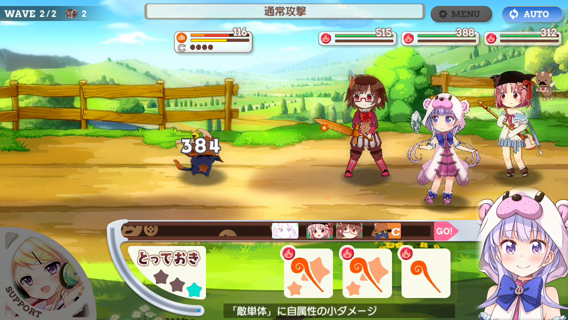 WAVE 2/2 2
通常攻撃
MENU
AUTO
116
C
515
388
312
384
C
GO!
とっておき
SUPPORT
「敵単体」に自属性の小ダメージ